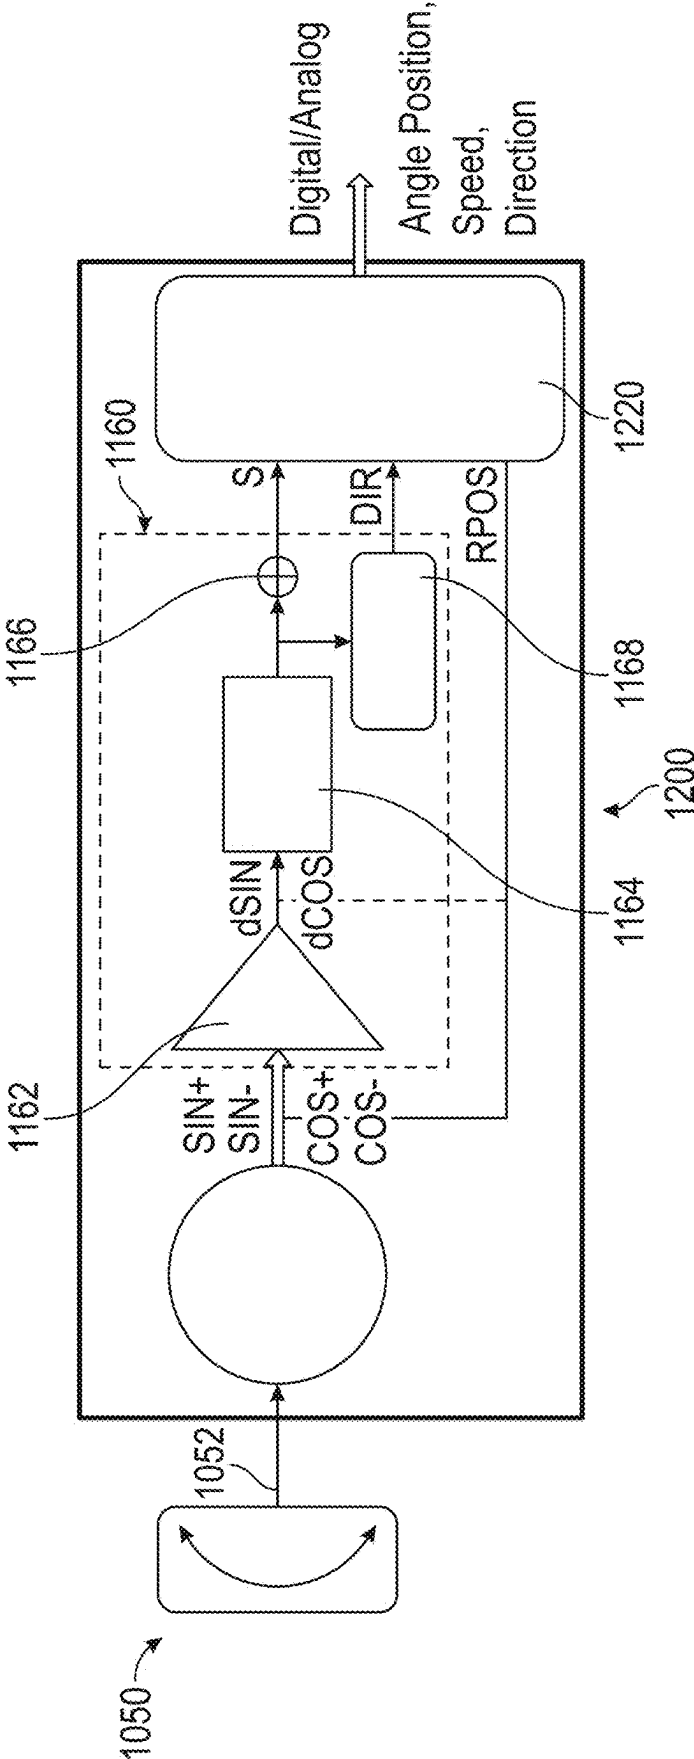 1050
1052
SIN+
SIN-
COS+
COS-
1162
dSIN
dCOS
1164
1166
1168
1160
S
DIR
RPOS
1200
1220
Digital/Analog
Angle Position,
Speed,
Direction